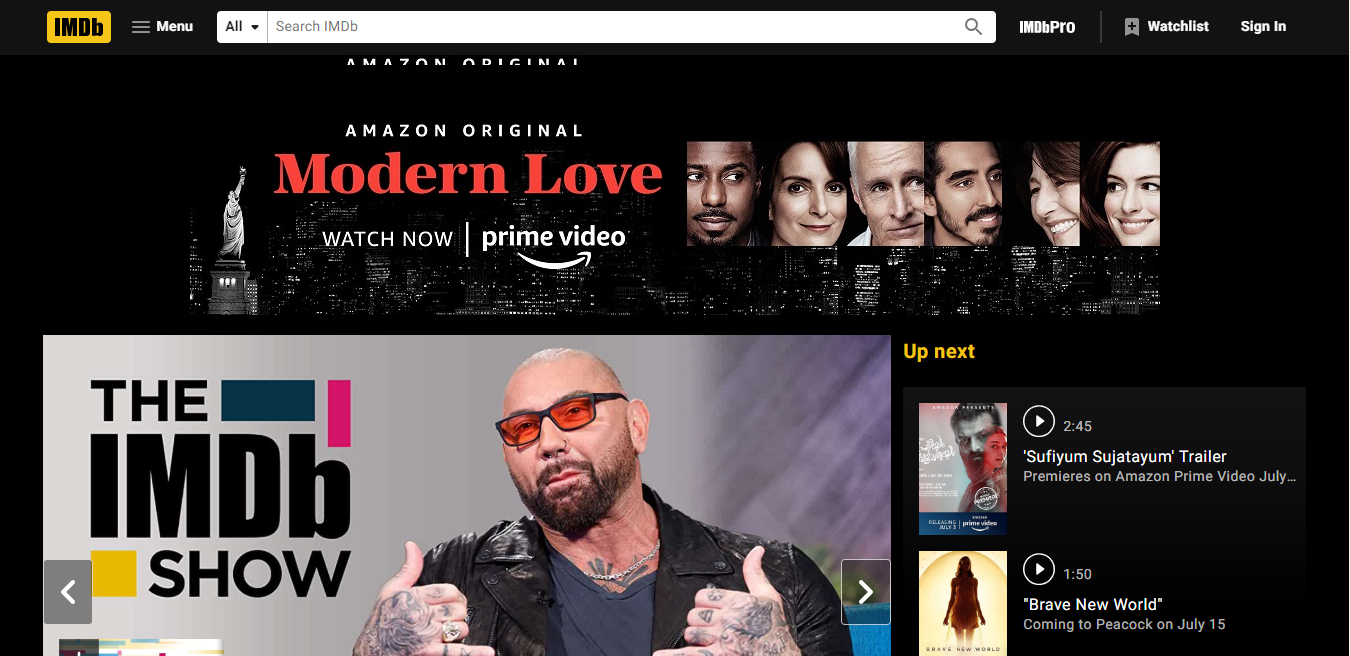 IMDb
Menu
All
Search IMDb
IMDbPro
Watchlist
Sign In
AMAZON ORIGINAL
AMAZON ORIGINAL
Modern Love
WATCH NOW | prime video
Up next
THE
IMDb
SHOW
AMAZON PRESENTS
RELEASING JULY 3 | prime video
2:45
'Sufiyum Sujatayum' Trailer
Premieres on Amazon Prime Video July…
1:50
"Brave New World"
Coming to Peacock on July 15
BRAVE NEW WORLD